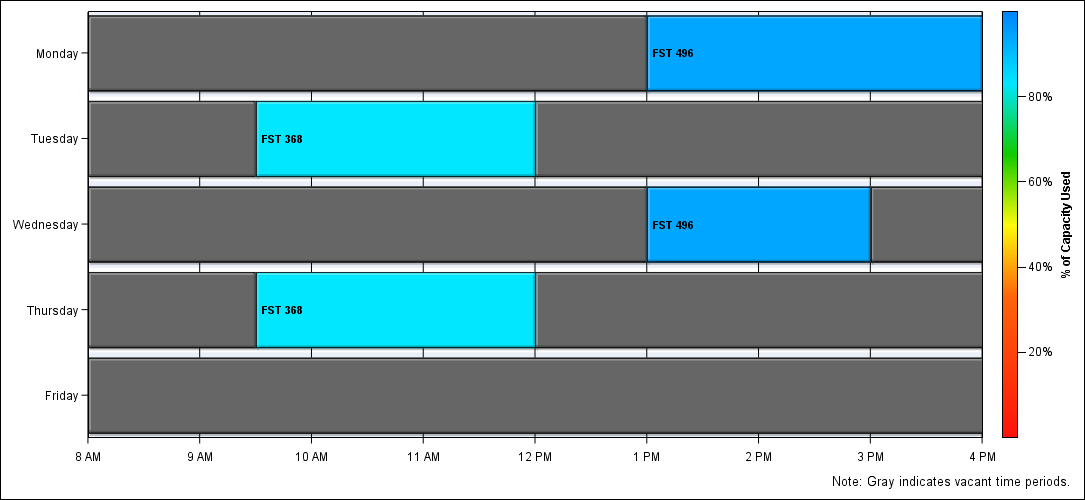 Monday
FST 496
Tuesday
FST 368
Wednesday
FST 496
Thursday
FST 368
Friday
8 AM 9 AM 10 AM 11 AM 12 PM 1 PM 2 PM 3 PM 4 PM
80%
60%
40%
20%
% of Capacity Used
Note: Gray indicates vacant time periods.